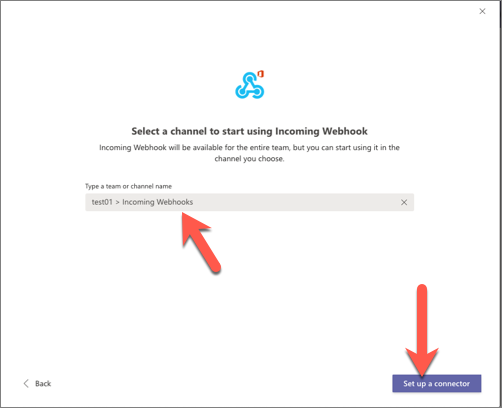 Select a channel to start using Incoming Webhook
Incoming Webhook will be available for the entire team, but you can start using it in the
channel you choose.
Type a team or channel name
test01 > Incoming Webhooks
Back
Set up a connector